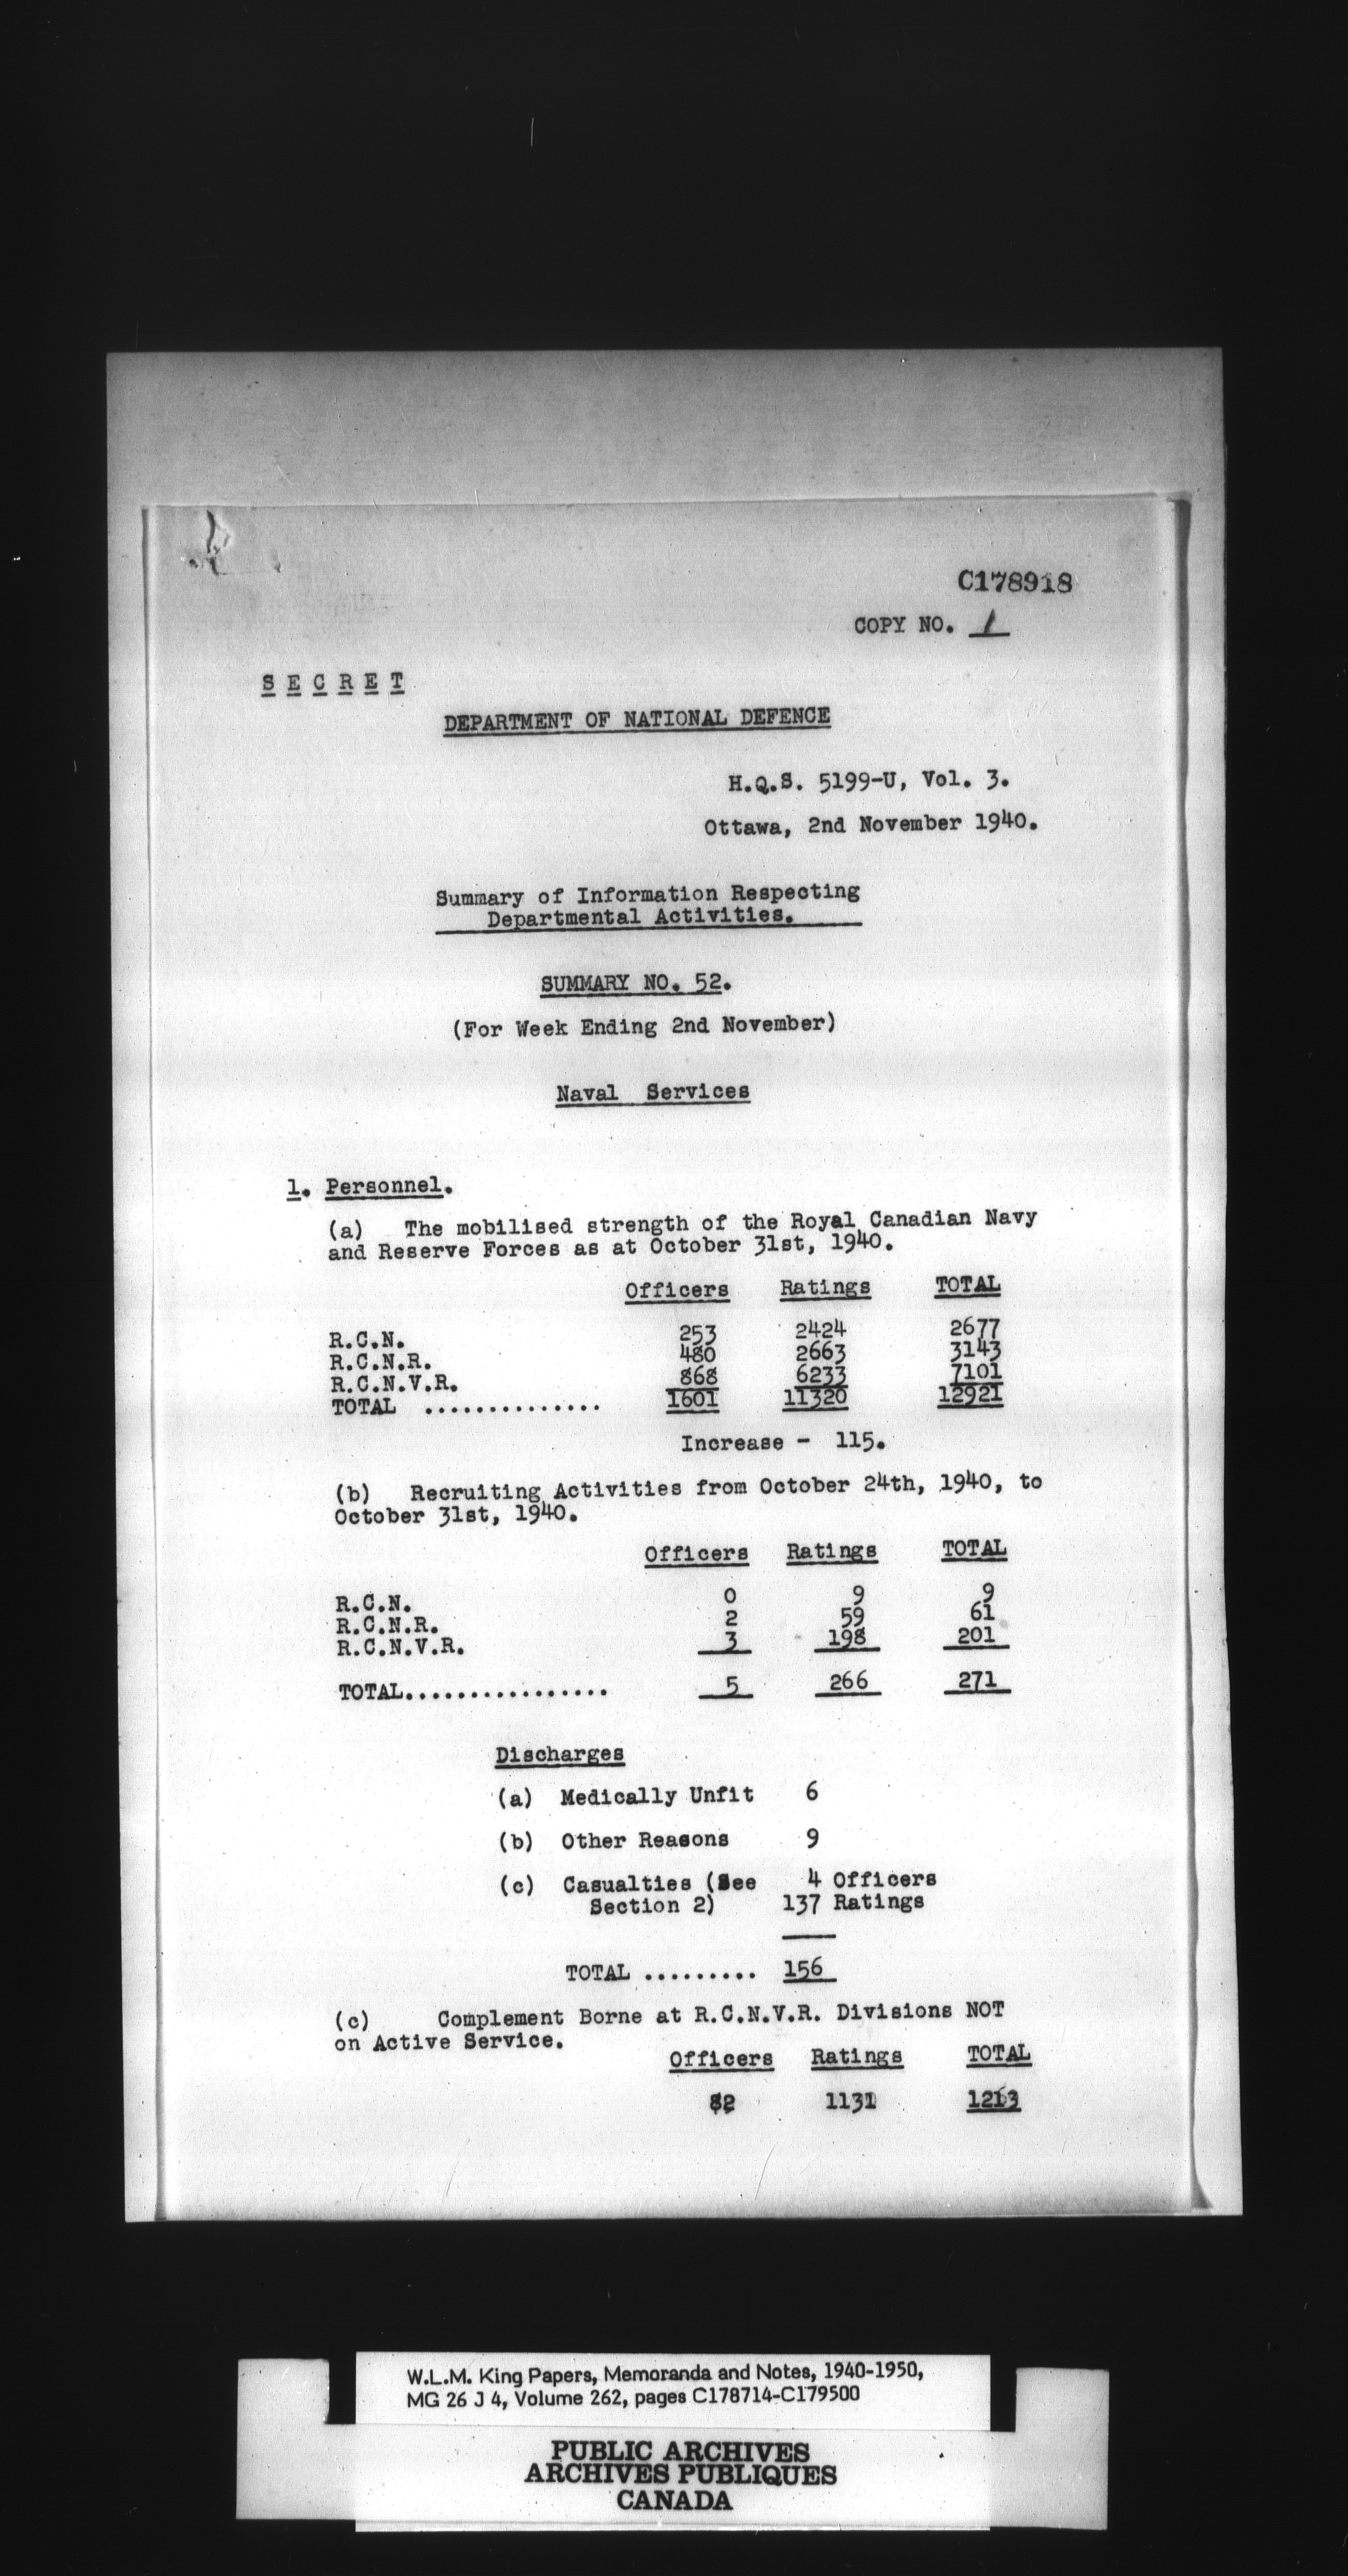 C178918
COPY NO. 1
SECRET
DEPARTMENT OF NATIONAL DEFENCE
H.Q.S. 5199-U, Vol. 3.
Ottawa, 2nd November 1940.
Summary of Information Respecting
Departmental Activities.
SUMMARY NO. 52.
(For Week Ending 2nd November)
Naval Services
1. Personnel.
(a) The mobilised strength of the Royal Canadian Navy
and Reserve Forces as at October 31st, 1940.
Officers Ratings TOTAL
R.C.N. 253 2424 2677
R.C.N.R. 480 2663 3143
R.C.N.V.R. 868 6233 7101
TOTAL .............. 1601 11320 12921
Increase - 115.
(b) Recruiting Activities from October 24th, 1940, to
October 31st, 1940.
Officers Ratings TOTAL
R.C.N. 0 9 9
R.C.N.R. 2 59 61
R.C.N.V.R. 3 198 201
TOTAL................ 5 266 271
Discharges
(a) Medically Unfit 6
(b) Other Reasons 9
(c) Casualties (See 4 Officers
Section 2) 137 Ratings
TOTAL ......... 156
(c) Complement Borne at R.C.N.V.R. Divisions NOT
on Active Service.
Officers Ratings TOTAL
82 1131 1213
W.L.M. King Papers, Memoranda and Notes, 1940-1950,
MG 26 J 4, Volume 262, pages C178714-C179500
PUBLIC ARCHIVES
ARCHIVES PUBLIQUES
CANADA